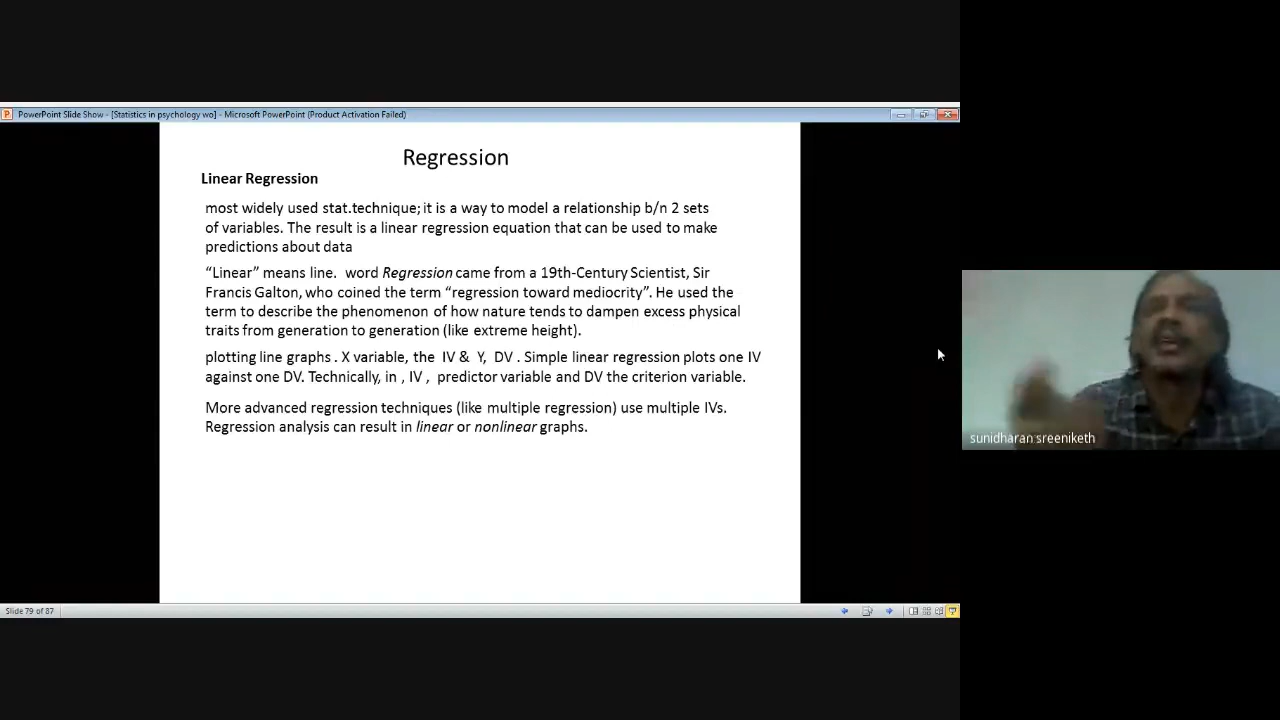 PowerPoint Slide Show - [Statistics in psychology wo] - Microsoft PowerPoint (Product Activation Failed)
Regression
Linear Regression
most widely used stat.technique; it is a way to model a relationship b/n 2 sets
of variables. The result is a linear regression equation that can be used to make
predictions about data
“Linear” means line. word Regression came from a 19th-Century Scientist, Sir
Francis Galton, who coined the term “regression toward mediocrity”. He used the
term to describe the phenomenon of how nature tends to dampen excess physical
traits from generation to generation (like extreme height).
plotting line graphs . X variable, the IV & Y, DV . Simple linear regression plots one IV
against one DV. Technically, in , IV , predictor variable and DV the criterion variable.
More advanced regression techniques (like multiple regression) use multiple IVs.
Regression analysis can result in linear or nonlinear graphs.
sunidharan sreeniketh
Slide 79 of 87